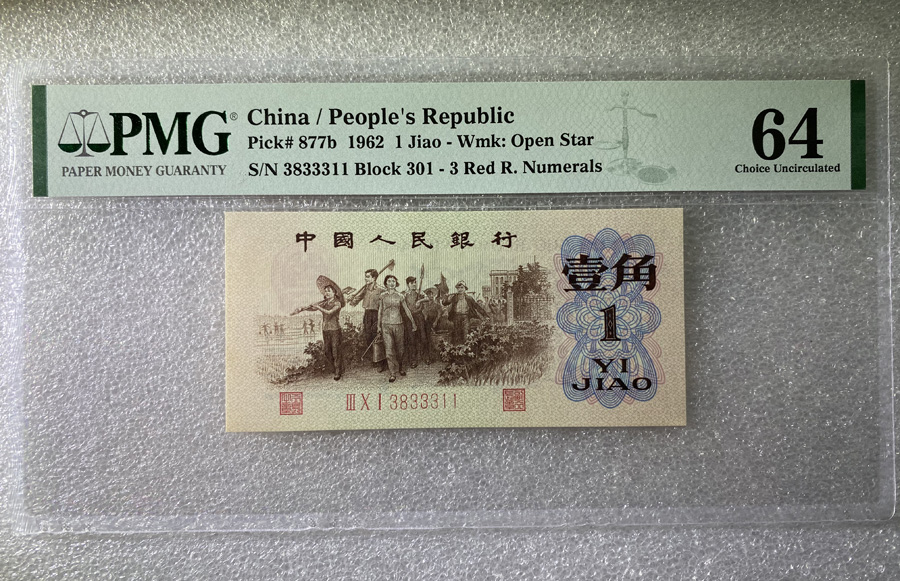 PMG®
PAPER MONEY GUARANTY
China / People's Republic
Pick# 877b 1962 1 Jiao - Wmk: Open Star
S/N 3833311 Block 301 - 3 Red R. Numerals
64
Choice Uncirculated
中國人民銀行
壹角
1
YI
JIAO
III X I 3833311